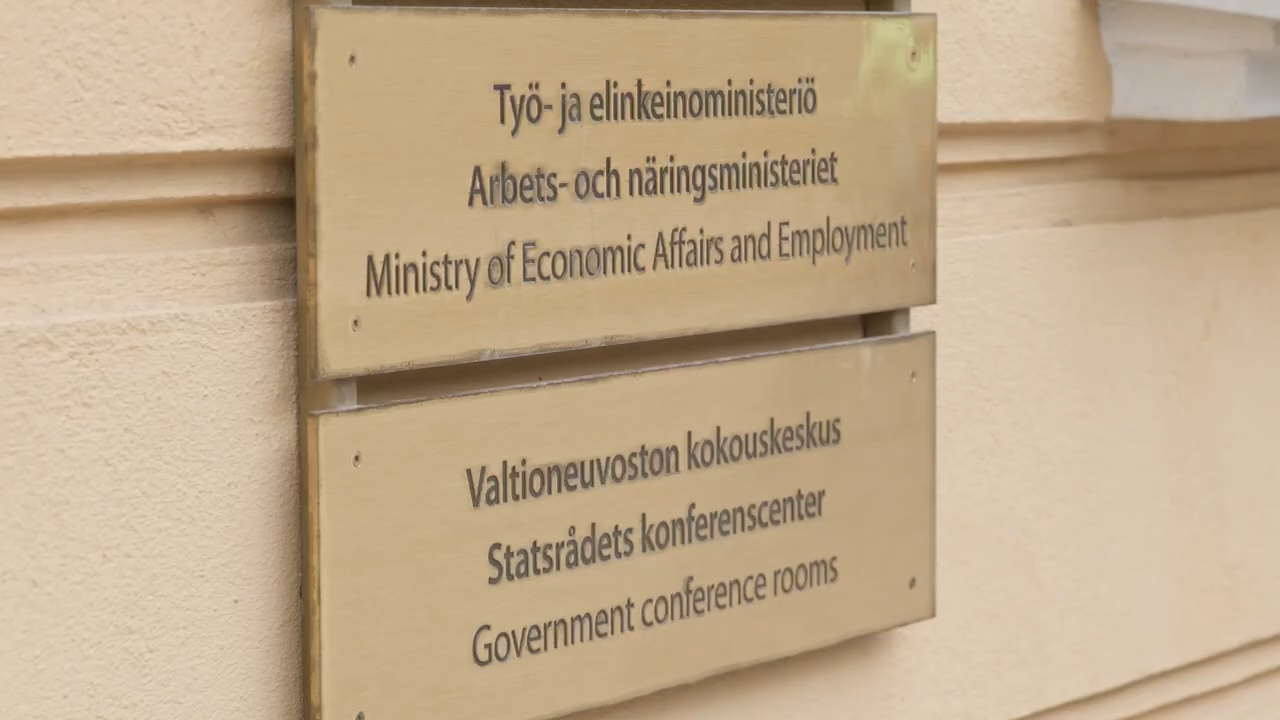 Työ- ja elinkeinoministeriö
Arbets- och näringsministeriet
Ministry of Economic Affairs and Employment
Valtioneuvoston kokouskeskus
Statsrådets konferenscenter
Government conference rooms